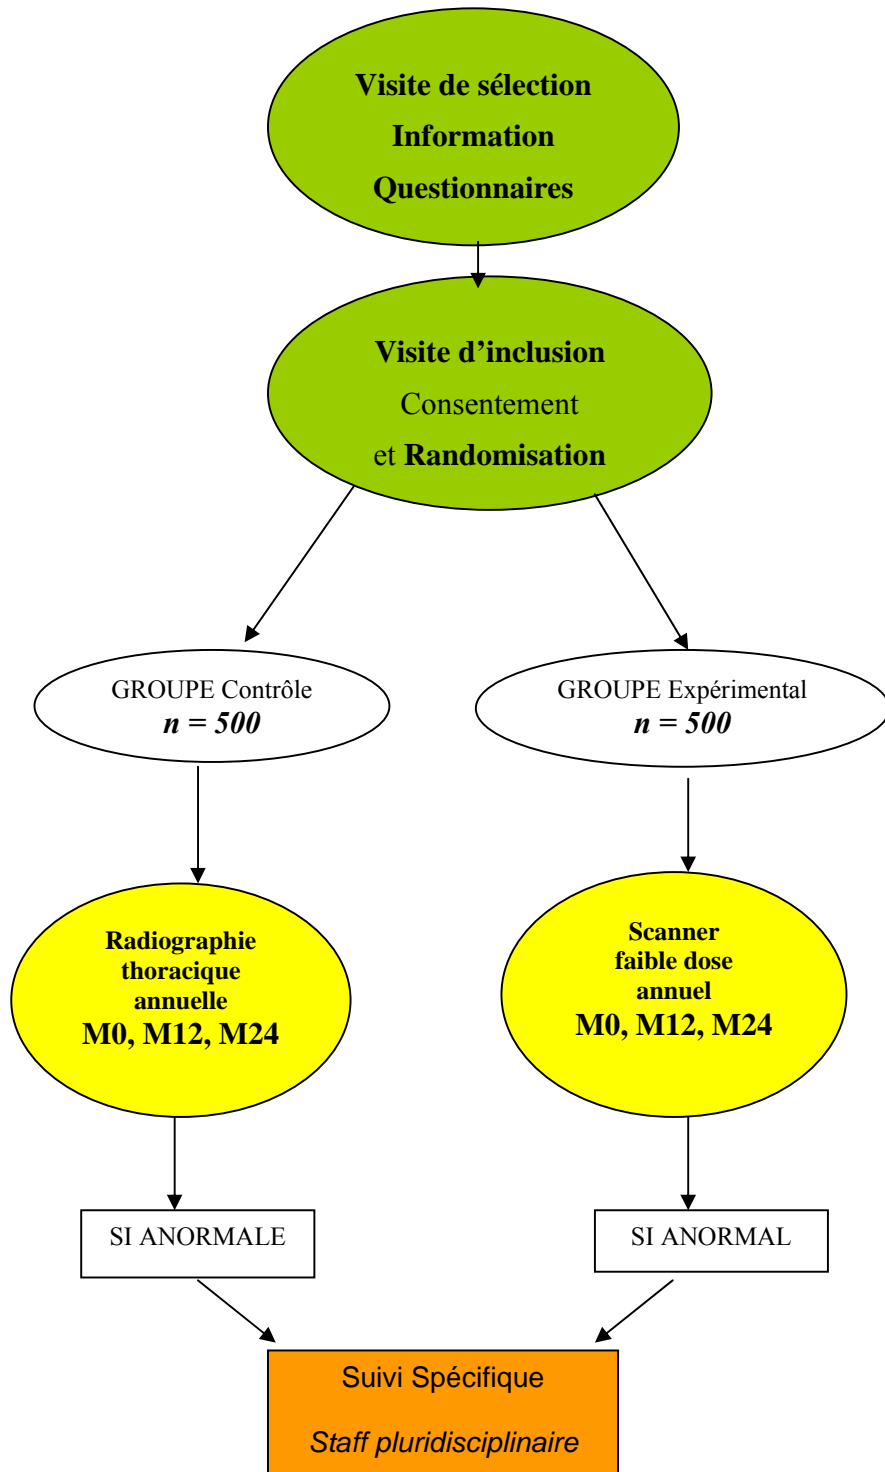 Visite de sélection
Information
Questionnaires
Visite d’inclusion
Consentement
et Randomisation
GROUPE Contrôle
n = 500
GROUPE Expérimental
n = 500
Radiographie
thoracique
annuelle
M0, M12, M24
Scanner
faible dose
annuel
M0, M12, M24
SI ANORMALE
SI ANORMAL
Suivi Spécifique
Staff pluridisciplinaire